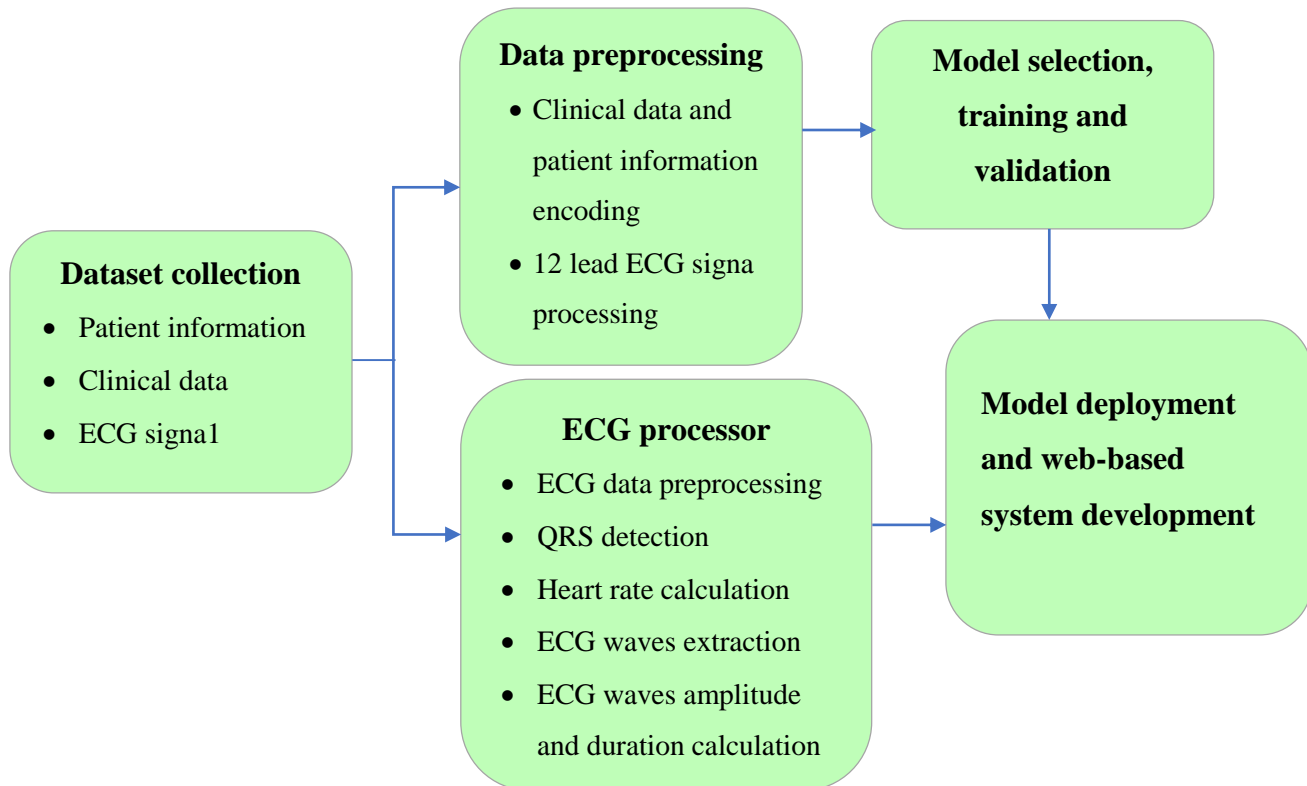 Dataset collection
• Patient information
• Clinical data
• ECG signa1
Data preprocessing
• Clinical data and
patient information
encoding
• 12 lead ECG signa
processing
ECG processor
• ECG data preprocessing
• QRS detection
• Heart rate calculation
• ECG waves extraction
• ECG waves amplitude
and duration calculation
Model selection,
training and
validation
Model deployment
and web-based
system development